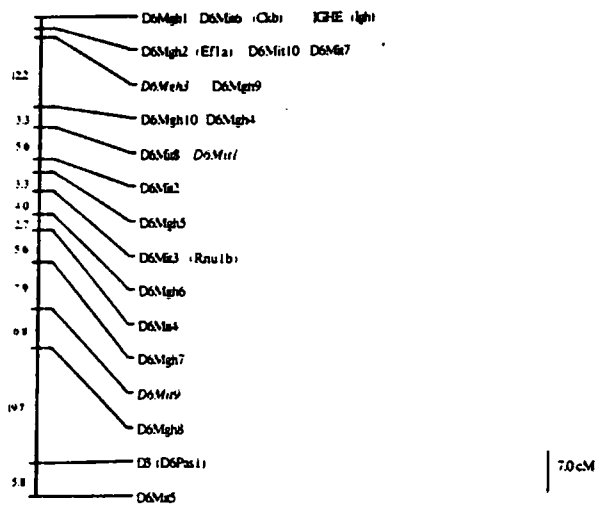 D6Mgh1 D6Mit6 (Ckb) IGHE (Igh)
D6Mgh2 (Ef1a) D6Mit10 D6Mit7
12.2
D6Mgh3 D6Mgh9
D6Mgh10 D6Mgh4
3.3
D6Mit8 D6Mit1
5.0
D6Mit2
3.3
4.0
D6Mgh5
2.7
5.6
D6Mit3 (Rnu1b)
7.9
D6Mgh6
D6Mit4
6.8
D6Mgh7
D6Mit9
19.7
D6Mgh8
D3 (D6Pas1)
7.0 cM
5.8
D6Mit5